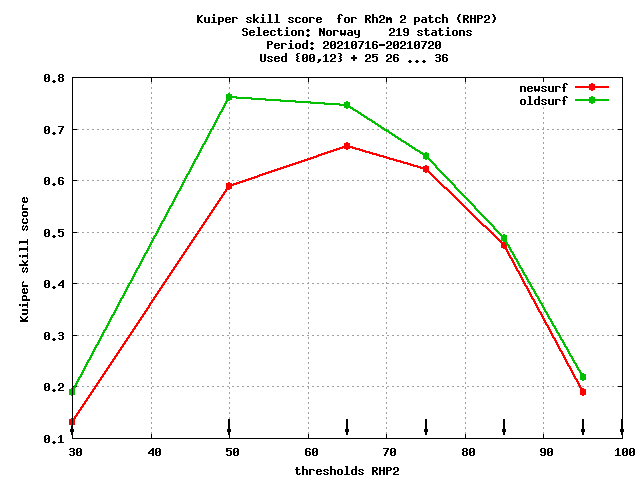 Kuiper skill score  for Rh2m 2 patch (RHP2)
Selection: Norway    219 stations
Period: 20210716-20210720
Used {00,12} + 25 26 ... 36
newsurf
oldsurf
Kuiper skill score
0.8
0.7
0.6
0.5
0.4
0.3
0.2
0.1
30 40 50 60 70 80 90 100
thresholds RHP2